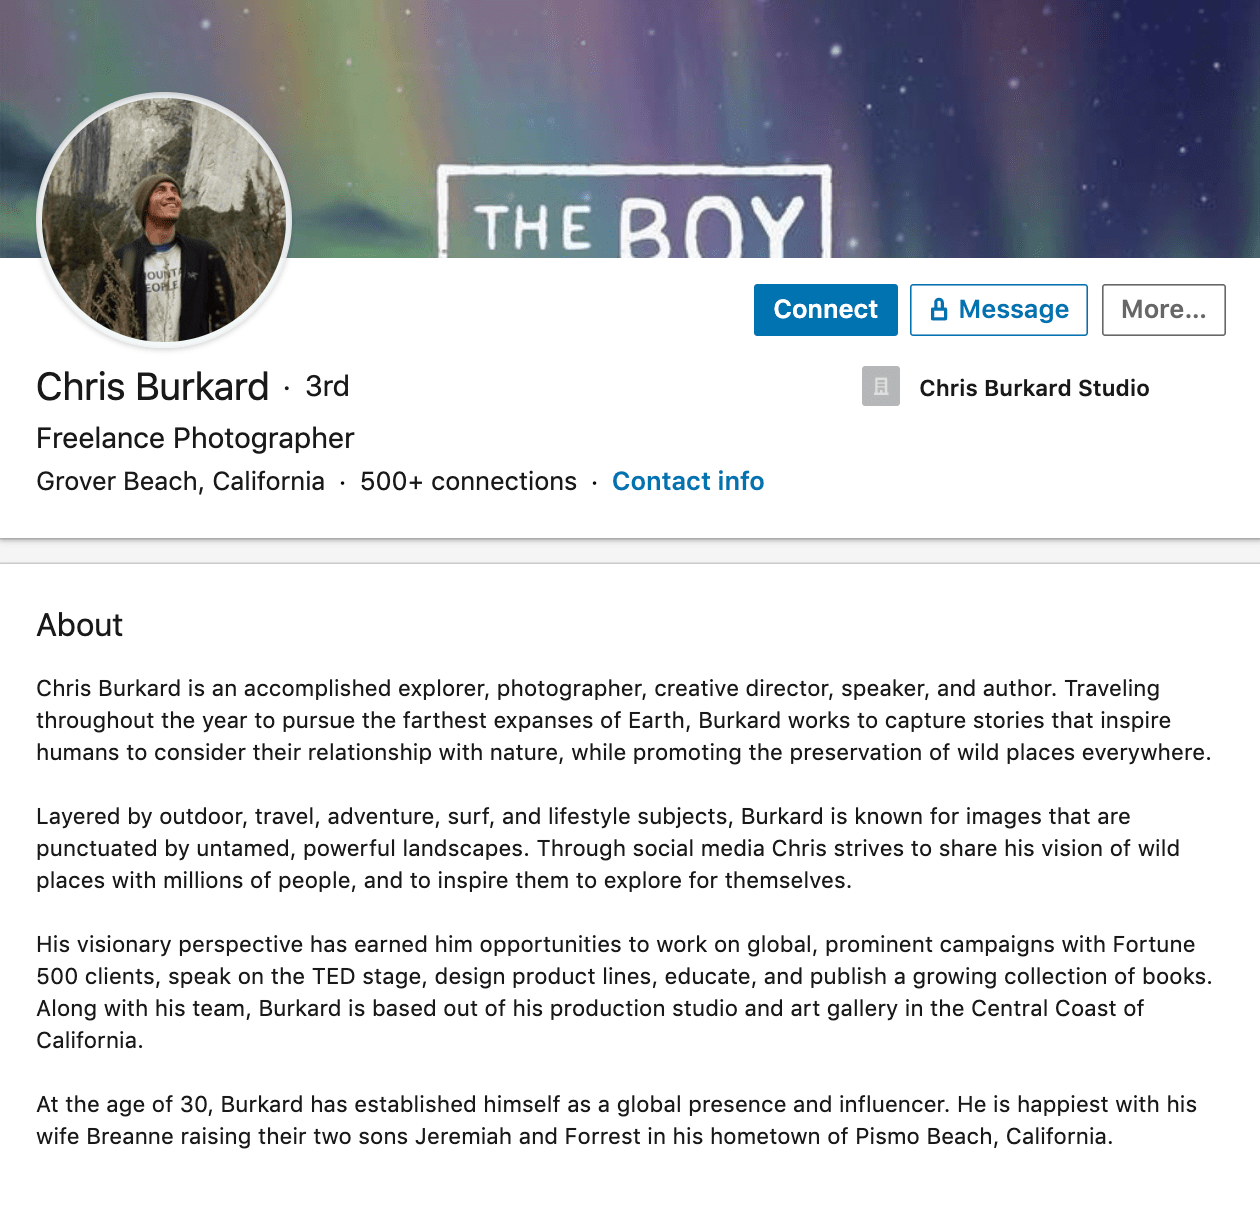 THE BOY
MOUNTA
PEOPLE
Connect
Message
More...
Chris Burkard · 3rd
Chris Burkard Studio
Freelance Photographer
Grover Beach, California · 500+ connections · Contact info
About
Chris Burkard is an accomplished explorer, photographer, creative director, speaker, and author. Traveling
throughout the year to pursue the farthest expanses of Earth, Burkard works to capture stories that inspire
humans to consider their relationship with nature, while promoting the preservation of wild places everywhere.
Layered by outdoor, travel, adventure, surf, and lifestyle subjects, Burkard is known for images that are
punctuated by untamed, powerful landscapes. Through social media Chris strives to share his vision of wild
places with millions of people, and to inspire them to explore for themselves.
His visionary perspective has earned him opportunities to work on global, prominent campaigns with Fortune
500 clients, speak on the TED stage, design product lines, educate, and publish a growing collection of books.
Along with his team, Burkard is based out of his production studio and art gallery in the Central Coast of
California.
At the age of 30, Burkard has established himself as a global presence and influencer. He is happiest with his
wife Breanne raising their two sons Jeremiah and Forrest in his hometown of Pismo Beach, California.